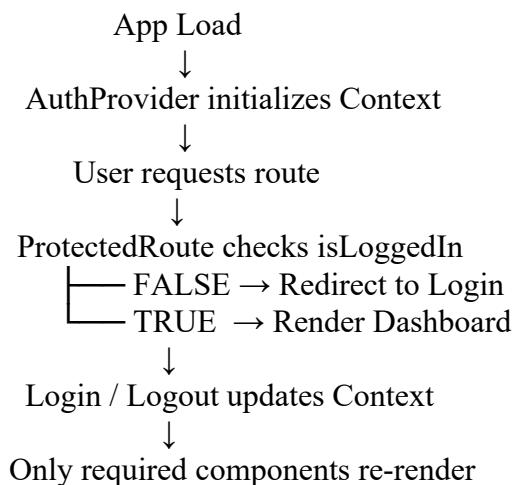 App Load
↓
AuthProvider initializes Context
↓
User requests route
↓
ProtectedRoute checks isLoggedIn
├── FALSE → Redirect to Login
└── TRUE → Render Dashboard
↓
Login / Logout updates Context
↓
Only required components re-render